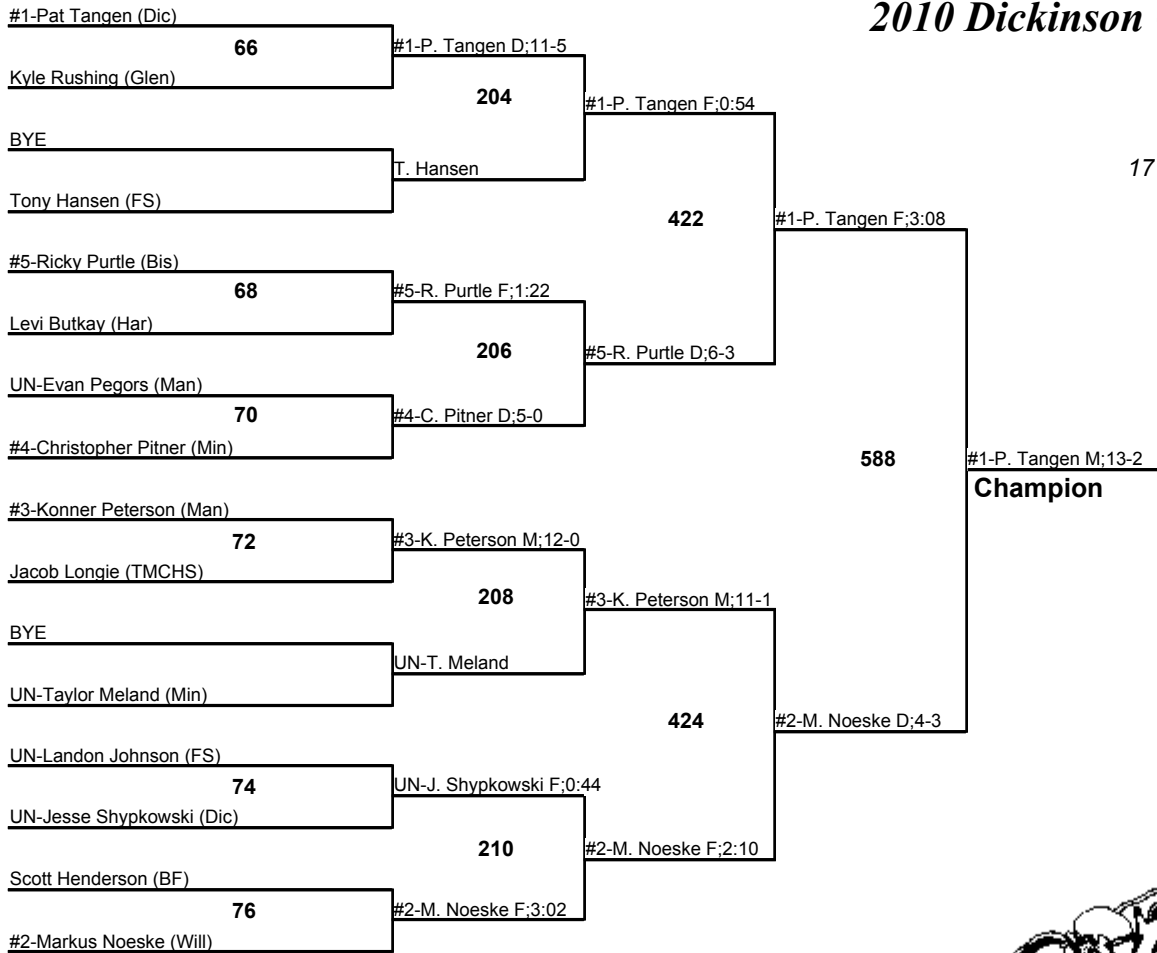 2010 Dickinson
17
#1-Pat Tangen (Dic)
66
Kyle Rushing (Glen)
BYE
Tony Hansen (FS)
#5-Ricky Purtle (Bis)
68
Levi Butkay (Har)
UN-Evan Pegors (Man)
70
#4-Christopher Pitner (Min)
#3-Konner Peterson (Man)
72
Jacob Longie (TMCHS)
BYE
UN-Taylor Meland (Min)
UN-Landon Johnson (FS)
74
UN-Jesse Shypkowski (Dic)
Scott Henderson (BF)
76
#2-Markus Noeske (Will)
#1-P. Tangen D;11-5
204
T. Hansen
#5-R. Purtle F;1:22
206
#4-C. Pitner D;5-0
#3-K. Peterson M;12-0
208
UN-T. Meland
UN-J. Shypkowski F;0:44
210
#2-M. Noeske F;3:02
#1-P. Tangen F;0:54
422
#5-R. Purtle D;6-3
#3-K. Peterson M;11-1
424
#2-M. Noeske F;2:10
#1-P. Tangen F;3:08
588
#2-M. Noeske D;4-3
#1-P. Tangen M;13-2
Champion